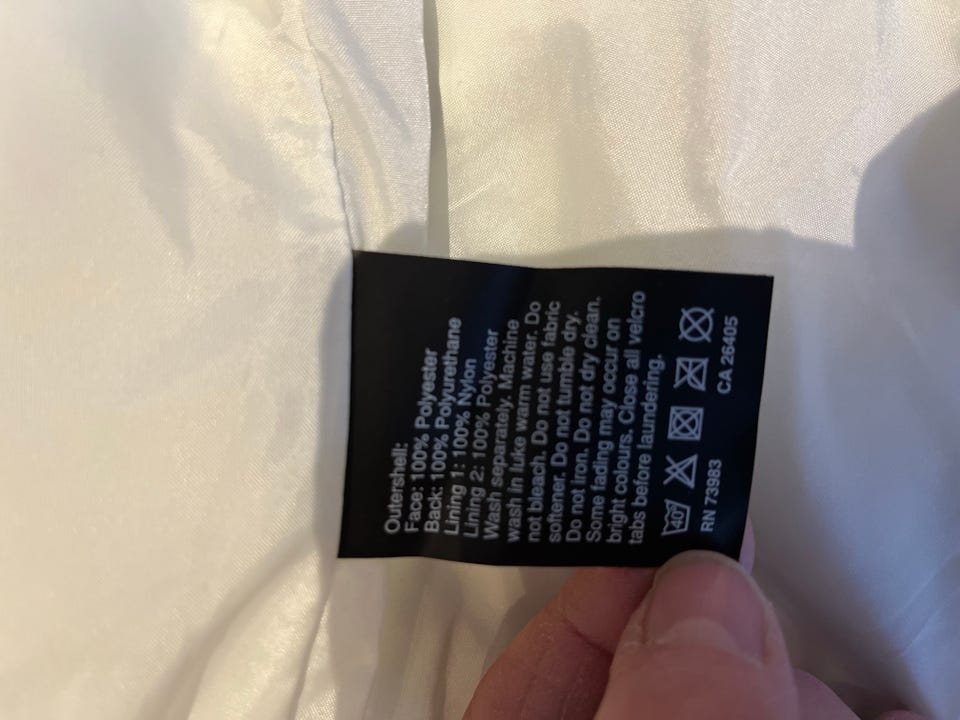 Outershell:
Face: 100% Polyester
Back: 100% Polyurethane
Lining 1: 100% Nylon
Lining 2: 100% Polyester
Wash separately. Machine
wash in luke warm water. Do
not bleach. Do not use fabric
softener. Do not tumble dry.
Do not iron. Do not dry clean.
Some fading may occur on
bright colours. Close all velcro
tabs before laundering.
40°
RN 73983 CA 26405